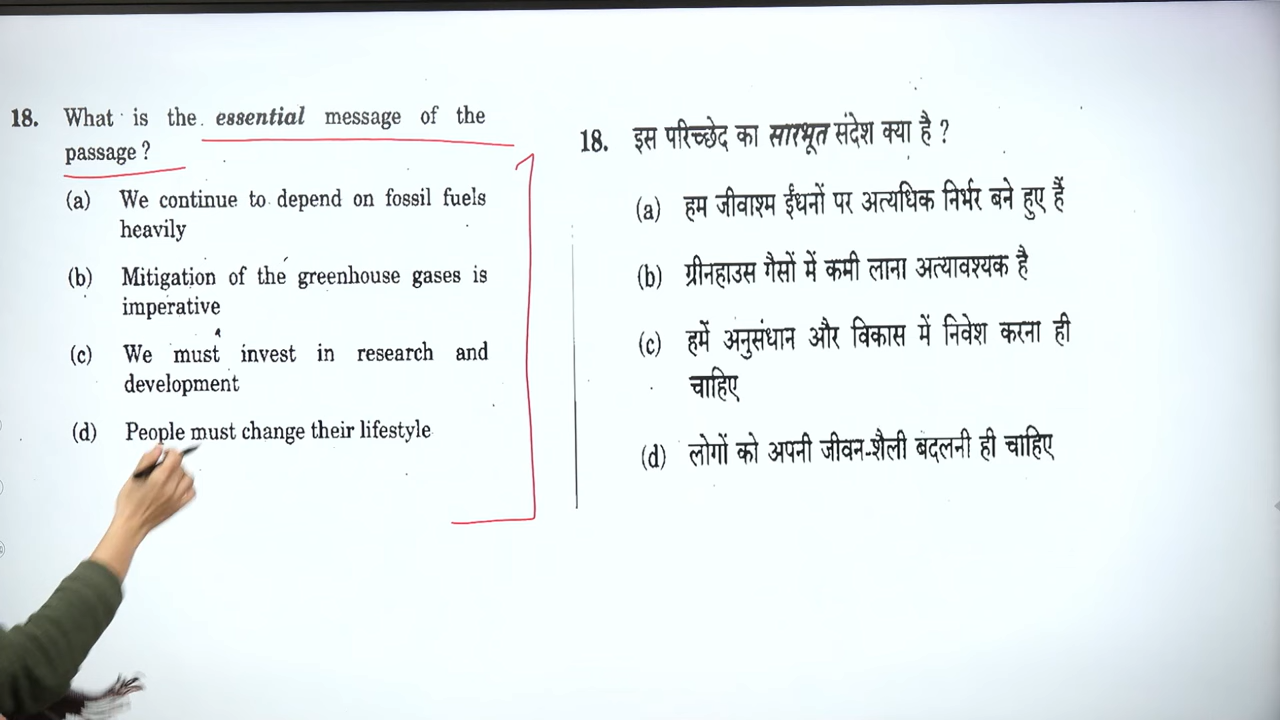 18. What is the essential message of the
passage ?
(a) We continue to depend on fossil fuels
heavily
(b) Mitigation of the greenhouse gases is
imperative
(c) We must invest in research and
development
(d) People must change their lifestyle
18. इस परिच्छेद का सारभूत संदेश क्या है ?
(a) हम जीवाश्म ईंधनों पर अत्यधिक निर्भर बने हुए हैं
(b) ग्रीनहाउस गैसों में कमी लाना अत्यावश्यक है
(c) हमें अनुसंधान और विकास में निवेश करना ही
चाहिए
(d) लोगों को अपनी जीवन-शैली बदलनी ही चाहिए